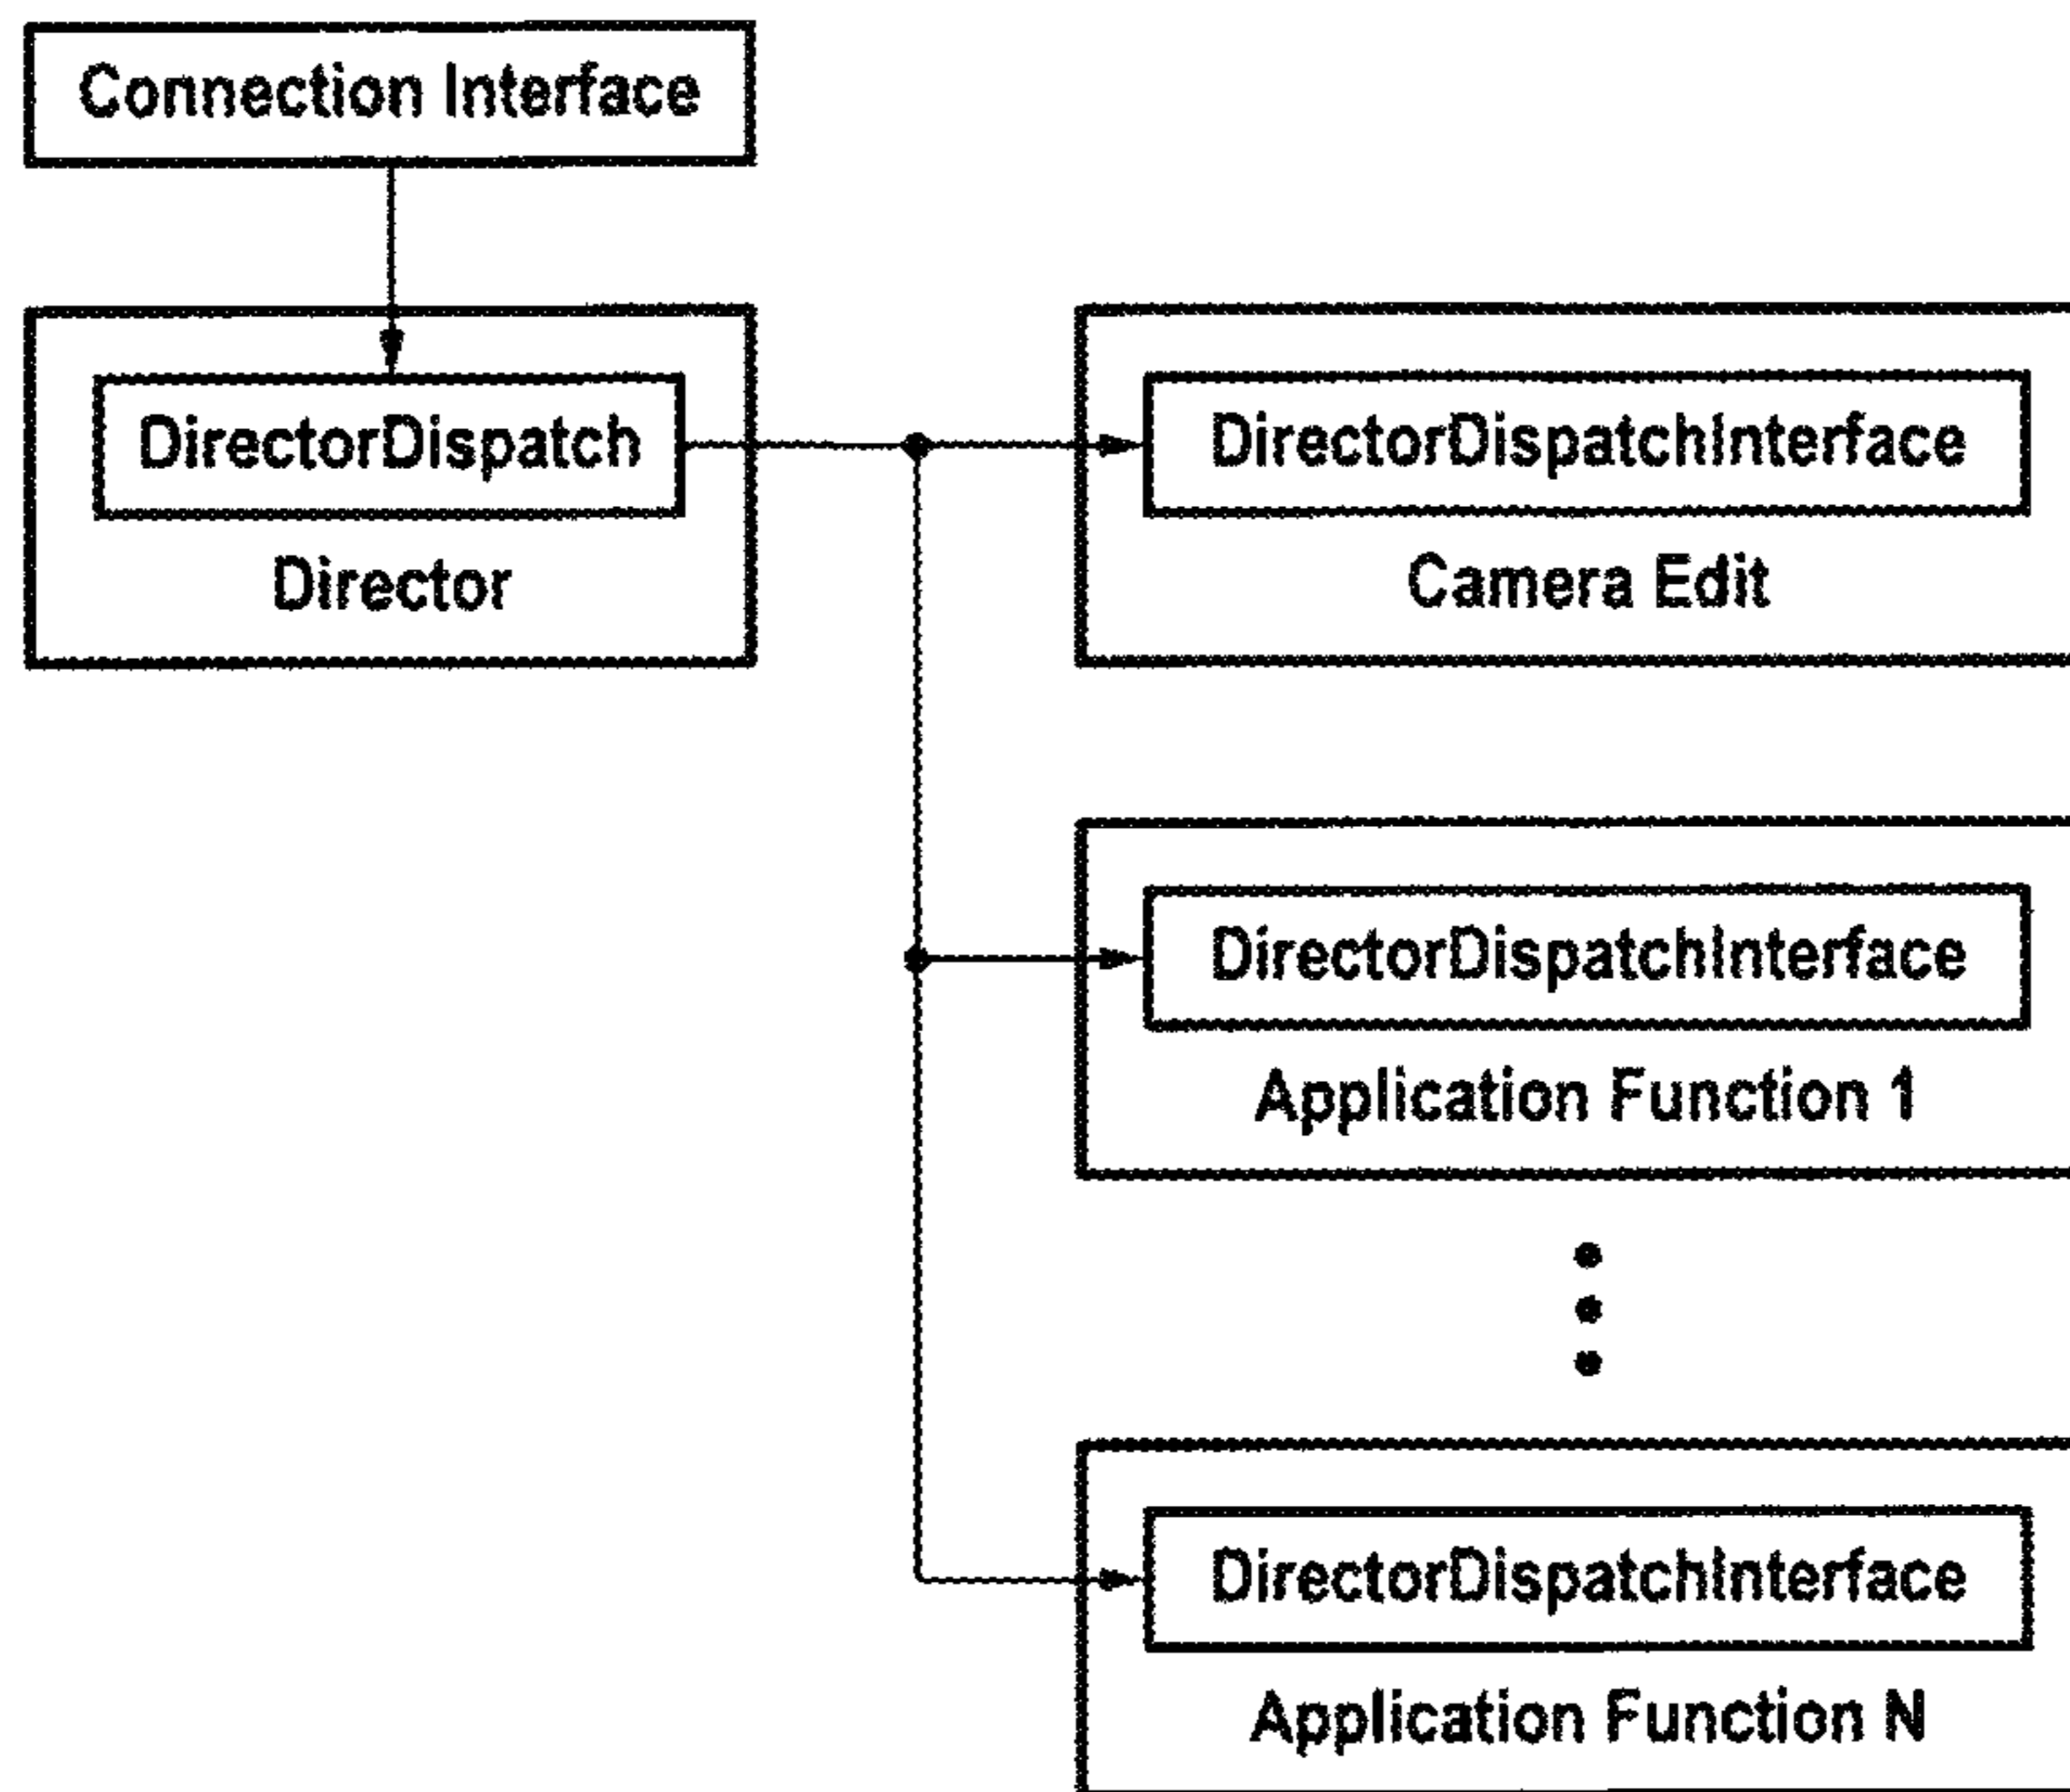 Connection Interface
DirectorDispatch
Director
DirectorDispatchInterface
Camera Edit
DirectorDispatchInterface
Application Function 1
DirectorDispatchInterface
Application Function N